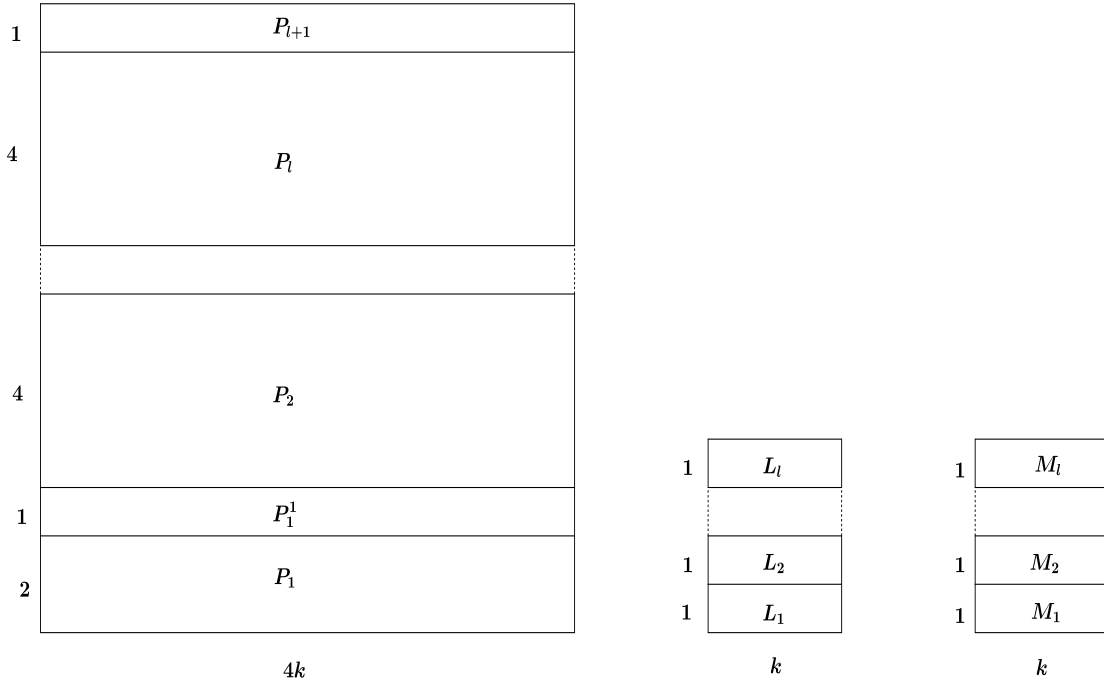 1 P_{l+1}
4 P_l
4 P_2
1 P_1^1
2 P_1
4k
1 L_l
1 L_2
1 L_1
k
1 M_l
1 M_2
1 M_1
k